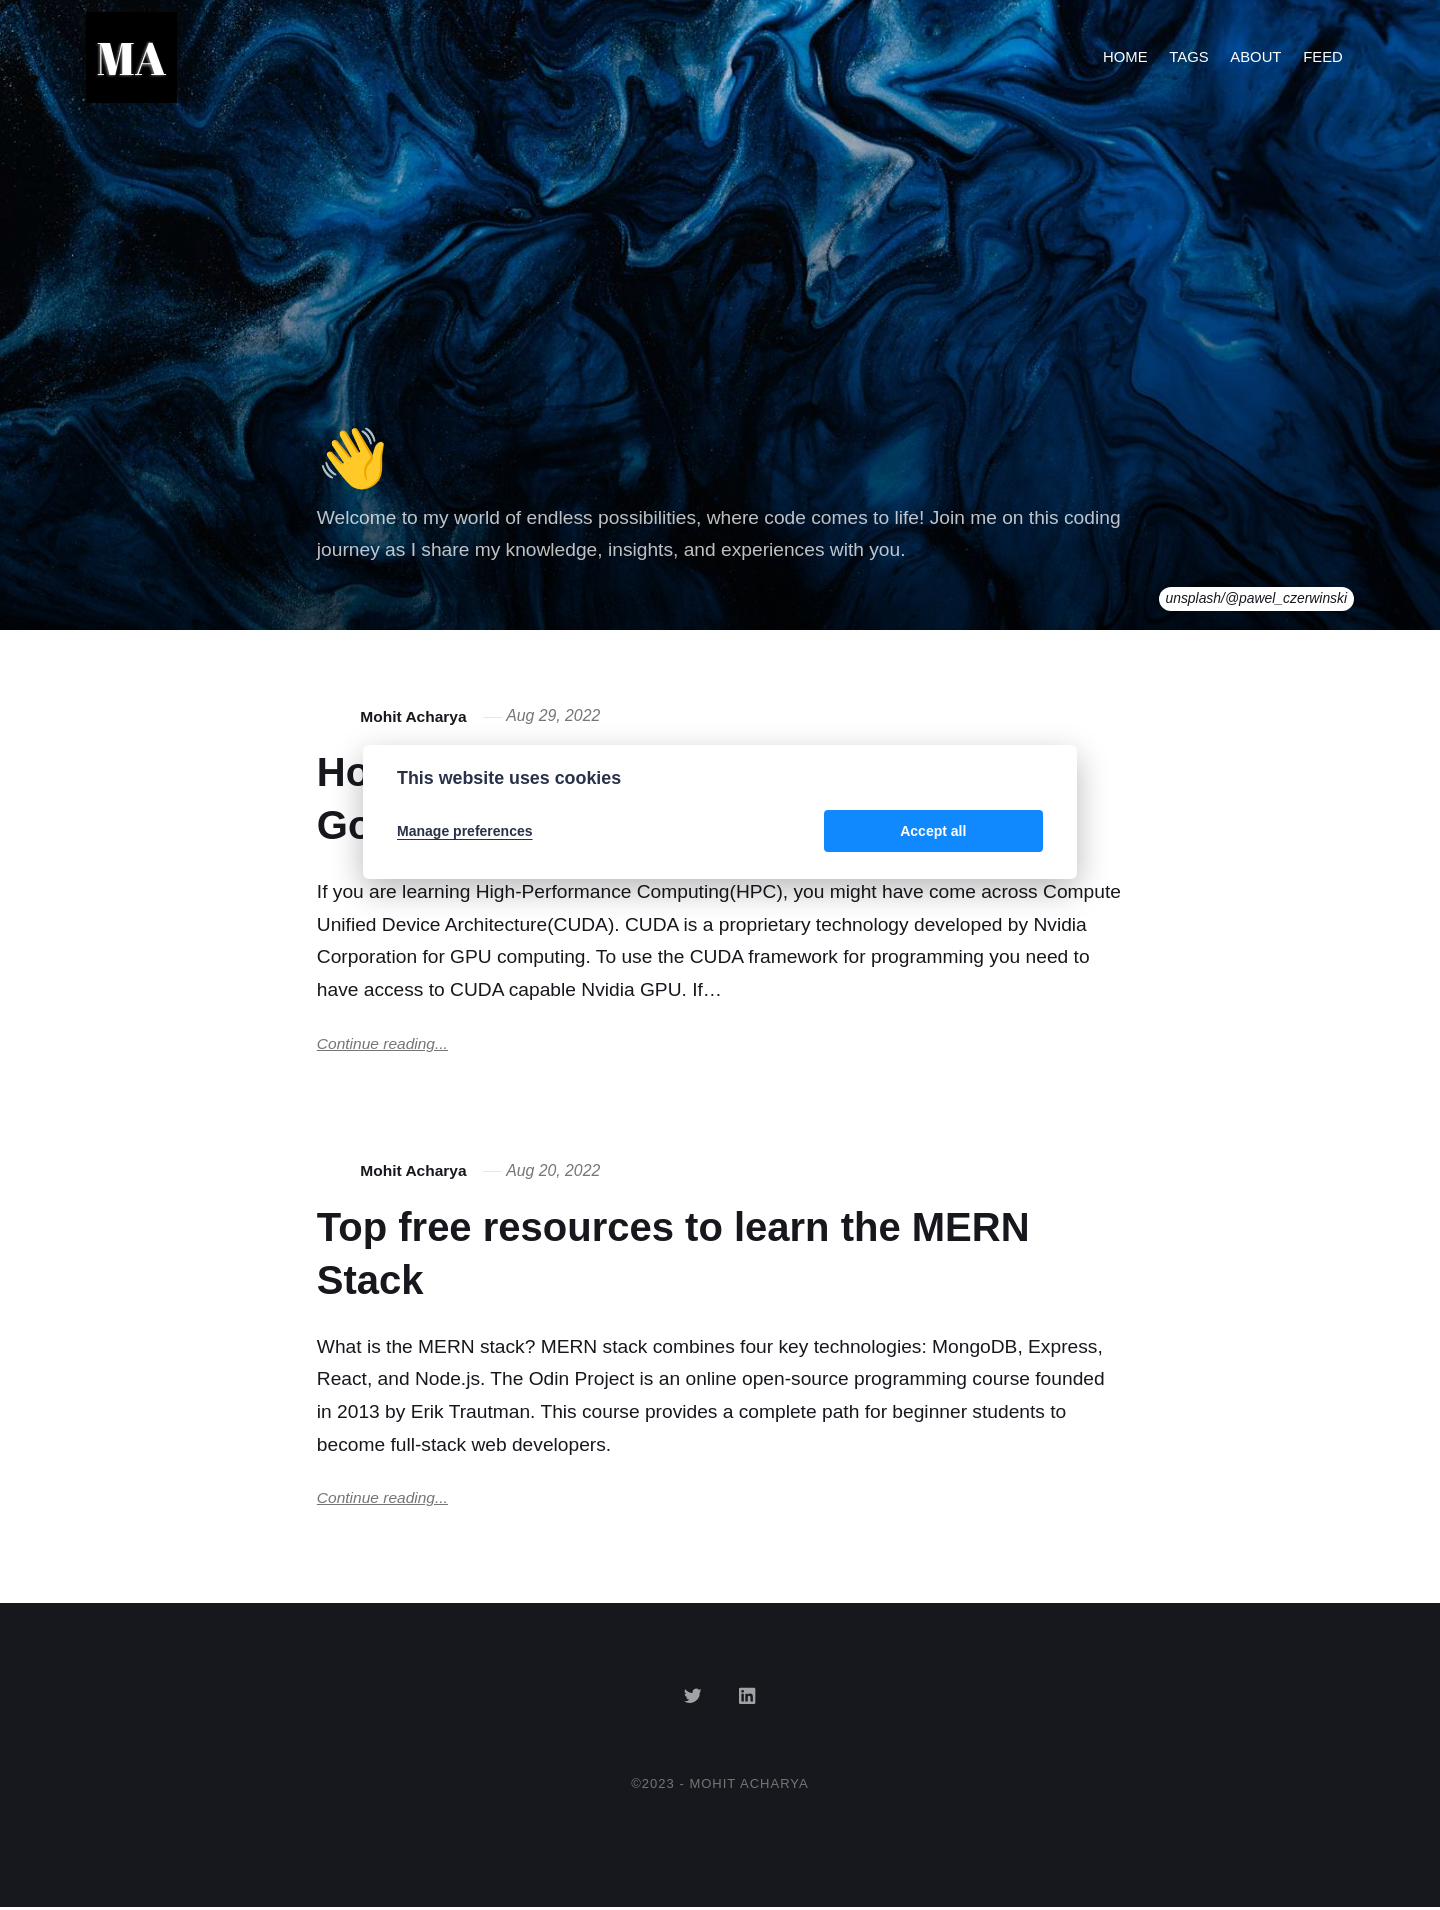 MA
HOME TAGS ABOUT FEED
Welcome to my world of endless possibilities, where code comes to life! Join me on this coding
journey as I share my knowledge, insights, and experiences with you.
unsplash/@pawel_czerwinski
Mohit Acharya Aug 29, 2022
This website uses cookies
Manage preferences Accept all
If you are learning High-Performance Computing(HPC), you might have come across Compute
Unified Device Architecture(CUDA). CUDA is a proprietary technology developed by Nvidia
Corporation for GPU computing. To use the CUDA framework for programming you need to
have access to CUDA capable Nvidia GPU. If…
Continue reading...
Mohit Acharya Aug 20, 2022
Top free resources to learn the MERN
Stack
What is the MERN stack? MERN stack combines four key technologies: MongoDB, Express,
React, and Node.js. The Odin Project is an online open-source programming course founded
in 2013 by Erik Trautman. This course provides a complete path for beginner students to
become full-stack web developers.
Continue reading...
©2023 - MOHIT ACHARYA